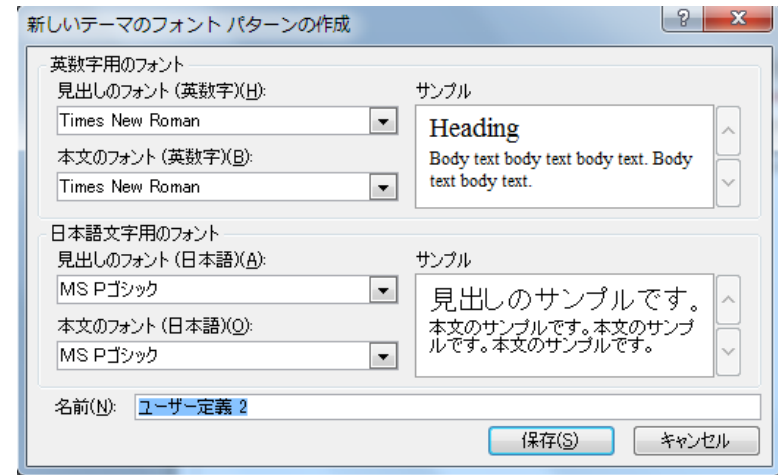 新しいテーマのフォント パターンの作成
英数字用のフォント
見出しのフォント (英数字)(H):
Times New Roman
本文のフォント (英数字)(B):
Times New Roman
サンプル
Heading
Body text body text body text. Body
text body text.
日本語文字用のフォント
見出しのフォント (日本語)(A):
MS Pゴシック
本文のフォント (日本語)(O):
MS Pゴシック
サンプル
見出しのサンプルです。
本文のサンプルです。本文のサンプ
ルです。本文のサンプルです。
名前(N):
ユーザー定義 2
保存(S)
キャンセル